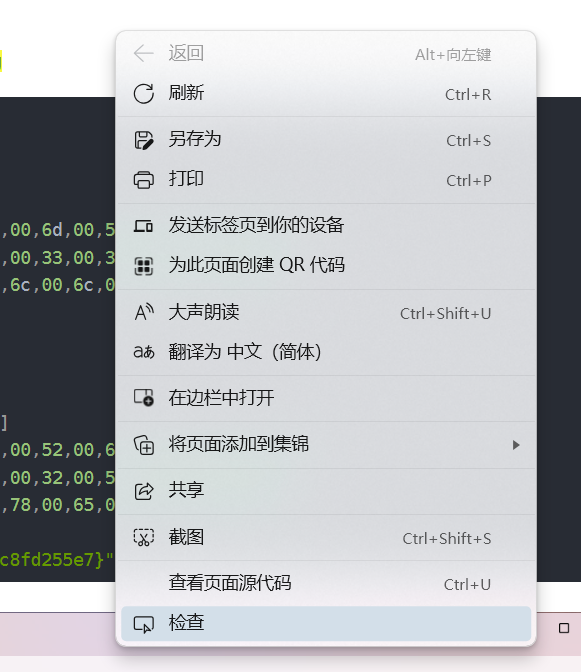 返回 Alt+向左键
刷新 Ctrl+R
另存为 Ctrl+S
打印 Ctrl+P
,00,6d,00,5
发送标签页到你的设备
,00,33,00,3
为此页面创建 QR 代码
,6c,00,6c,0
大声朗读 Ctrl+Shift+U
翻译为 中文（简体）
在边栏中打开
]
将页面添加到集锦
,00,52,00,6
,00,32,00,5
共享
,78,00,65,0
截图 Ctrl+Shift+S
c8fd255e7}"
查看页面源代码 Ctrl+U
检查